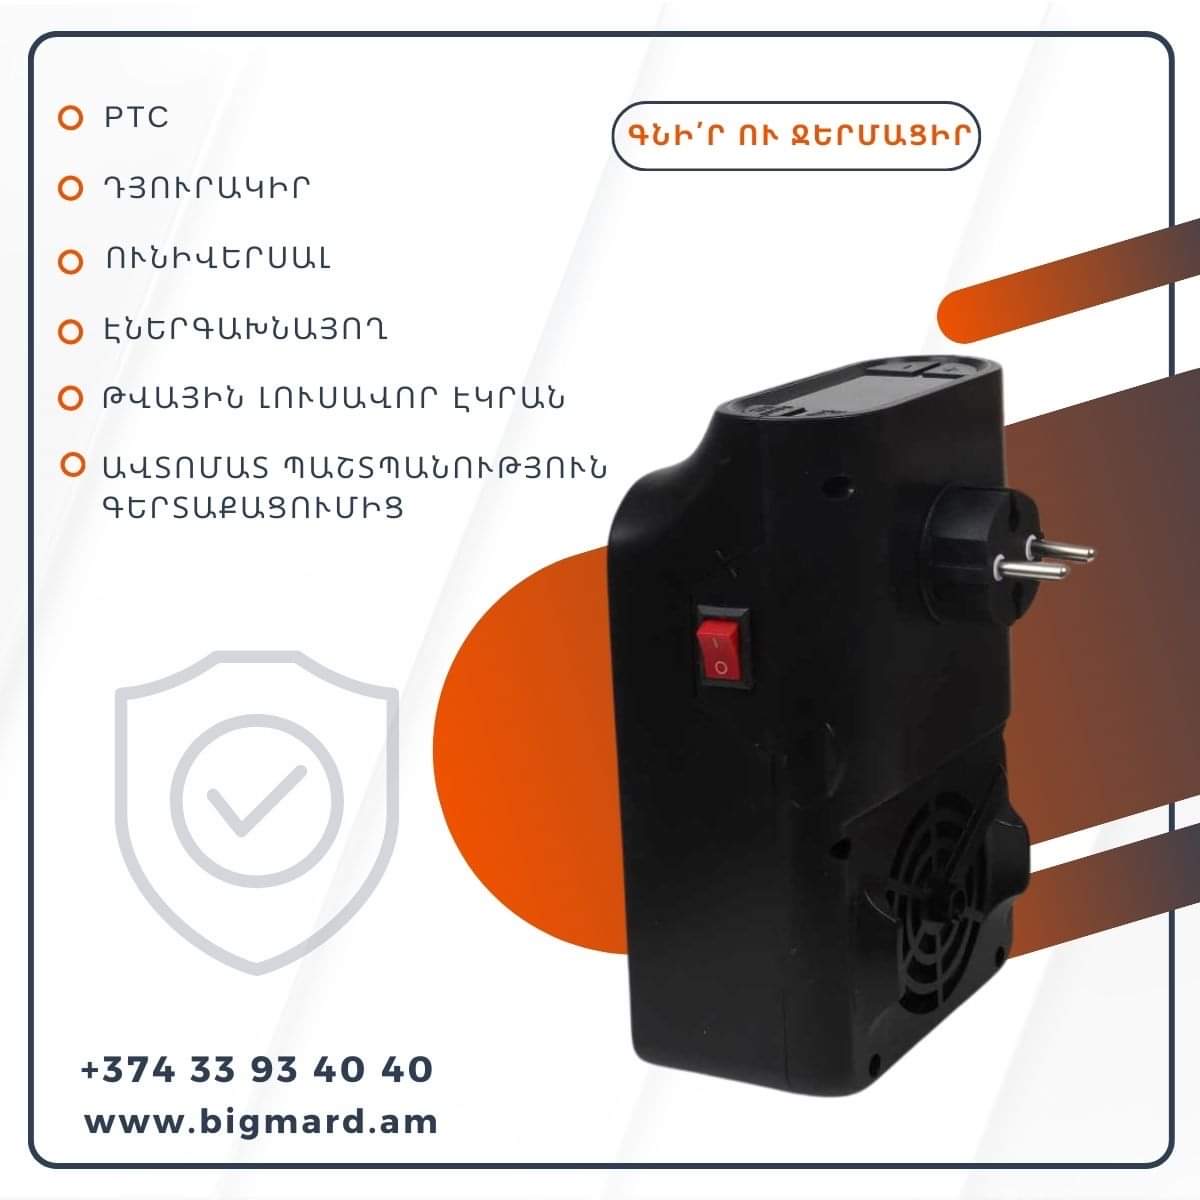 PTC
ԴՅՈՒՐԱԿԻՐ
ՈՒՆԻՎԵՐՍԱԼ
ԷՆԵՐԳԱԽՆԱՅՈՂ
ԹՎԱՅԻՆ ԼՈՒՍԱՎՈՐ ԷԿՐԱՆ
ԱՎՏՈՄԱՏ ՊԱՇՏՊԱՆՈՒԹՅՈՒՆ
ԳԵՐՏԱՔԱՑՈՒՄԻՑ
ԳՆԻ՛Ր ՈՒ ՋԵՐՄԱՑԻՐ
+374 33 93 40 40
www.bigmard.am